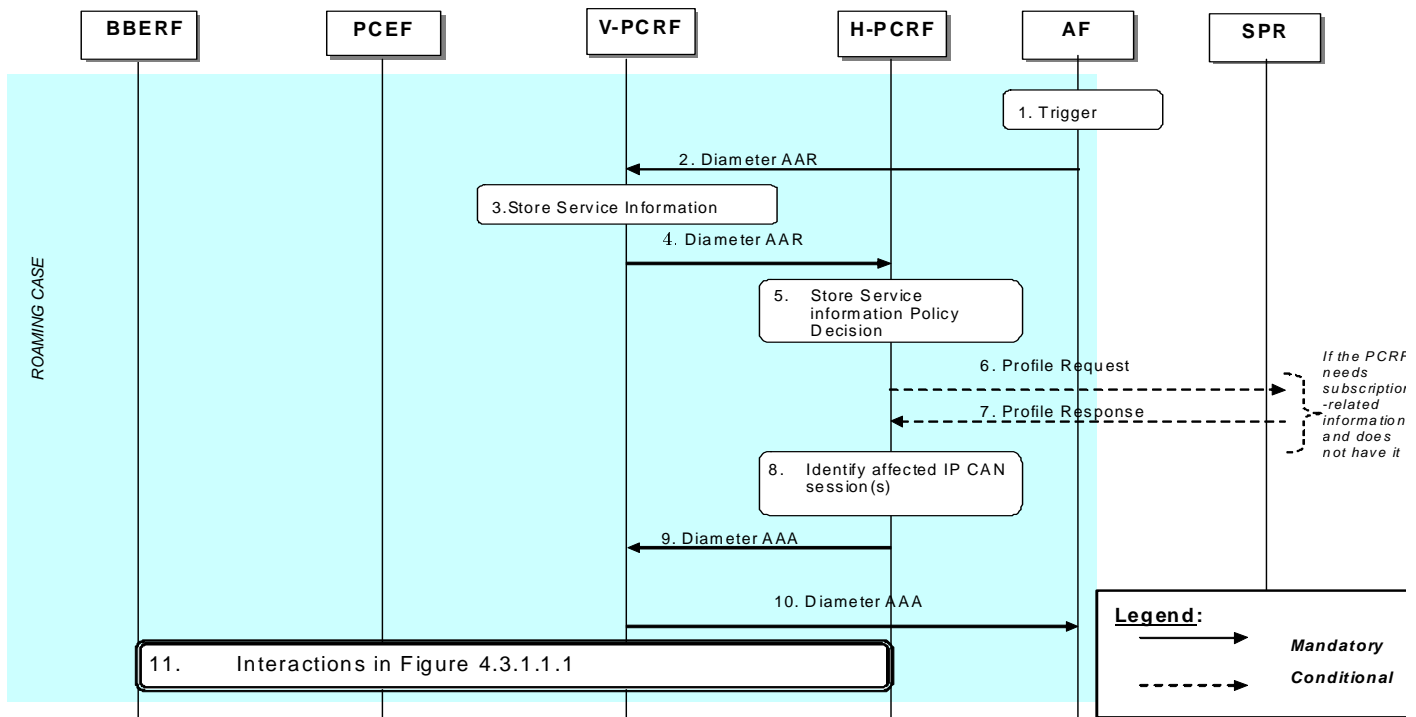 BBERF
PCEF
V-PCRF
H-PCRF
AF
SPR
1. Trigger
2. Diameter AAR
3.Store Service Information
4. Diameter AAR
5. Store Service
information Policy
Decision
6. Profile Request
7. Profile Response
If the PCRF
needs
subscription
-related
information
and does
not have it
ROAMING CASE
8. Identify affected IP CAN
session(s)
9. Diameter AAA
10. Diameter AAA
11. Interactions in Figure 4.3.1.1.1
Legend:
Mandatory
Conditional